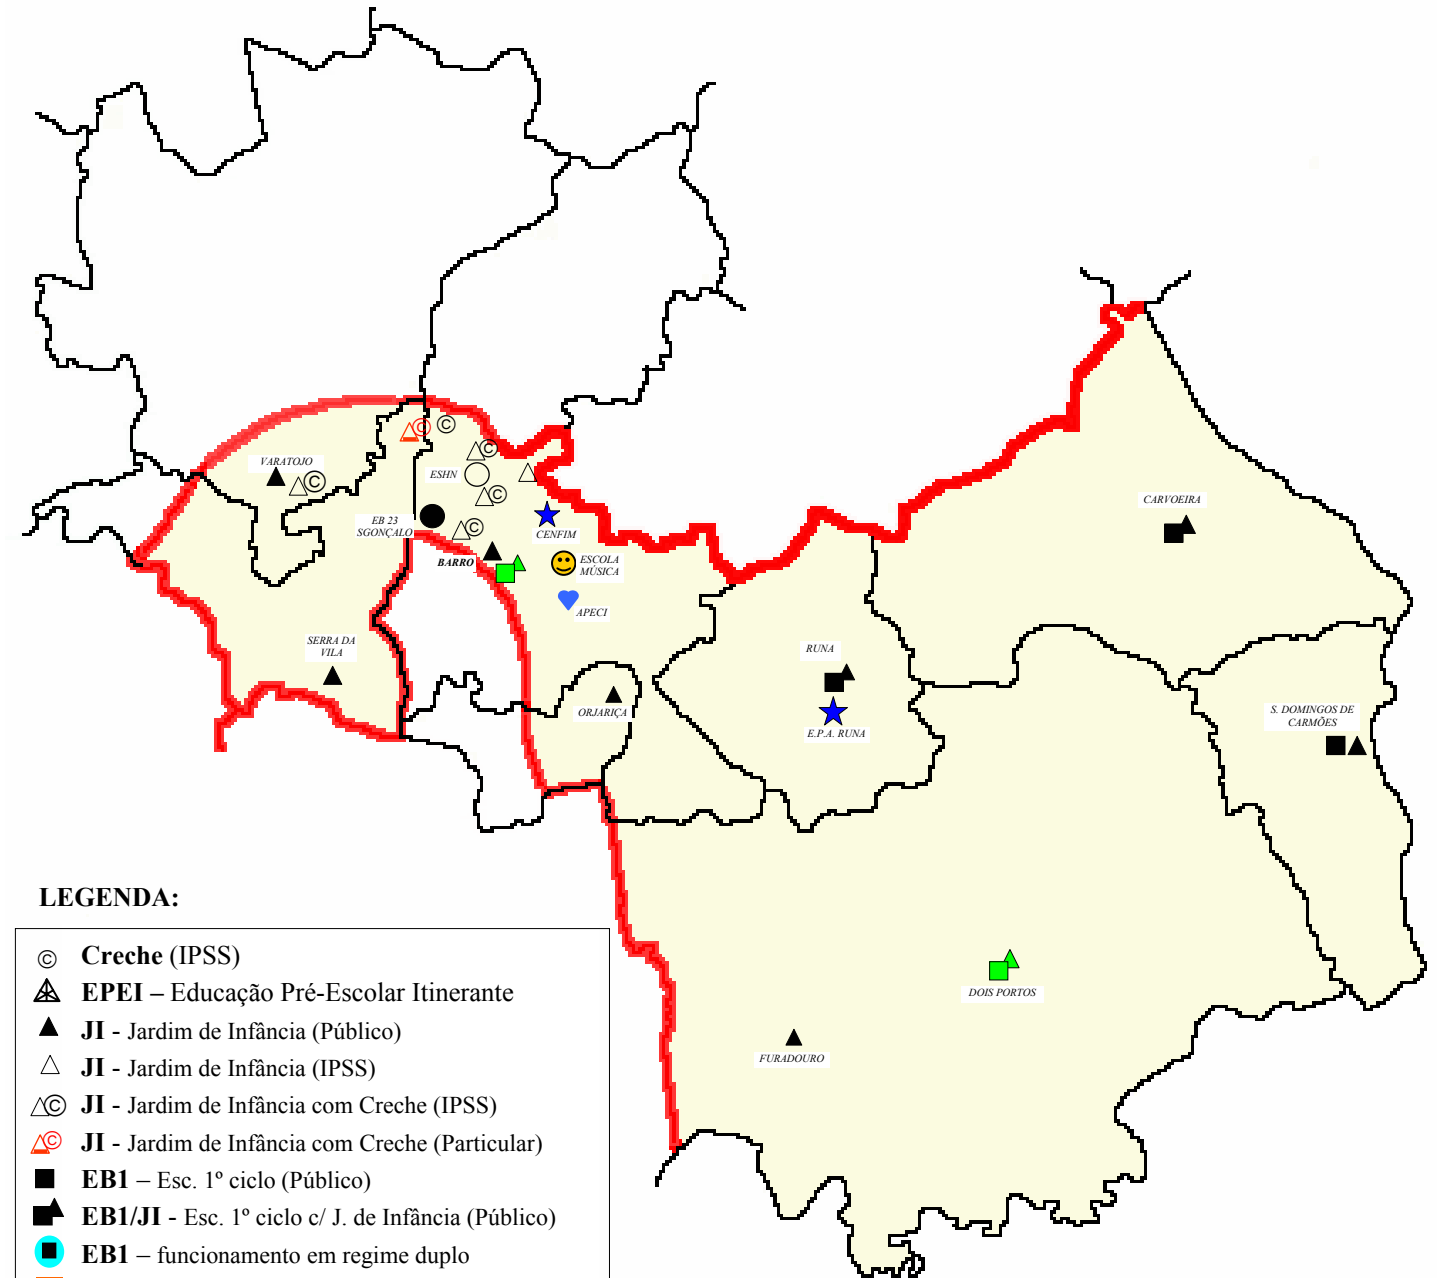 VARATOJO
ESHN
EB 23
SGONÇALO
CENFIM
BARRO
ESCOLA
MÚSICA
APECI
CARVOEIRA
SERRA DA
VILA
RUNA
ORJARIÇA
E.P.A. RUNA
S. DOMINGOS DE
CARMÕES
DOIS PORTOS
FURADOURO
LEGENDA:
© Creche (IPSS)
EPEI – Educação Pré-Escolar Itinerante
JI - Jardim de Infância (Público)
JI - Jardim de Infância (IPSS)
© JI - Jardim de Infância com Creche (IPSS)
© JI - Jardim de Infância com Creche (Particular)
EB1 – Esc. 1º ciclo (Público)
EB1/JI - Esc. 1º ciclo c/ J. de Infância (Público)
EB1 – funcionamento em regime duplo